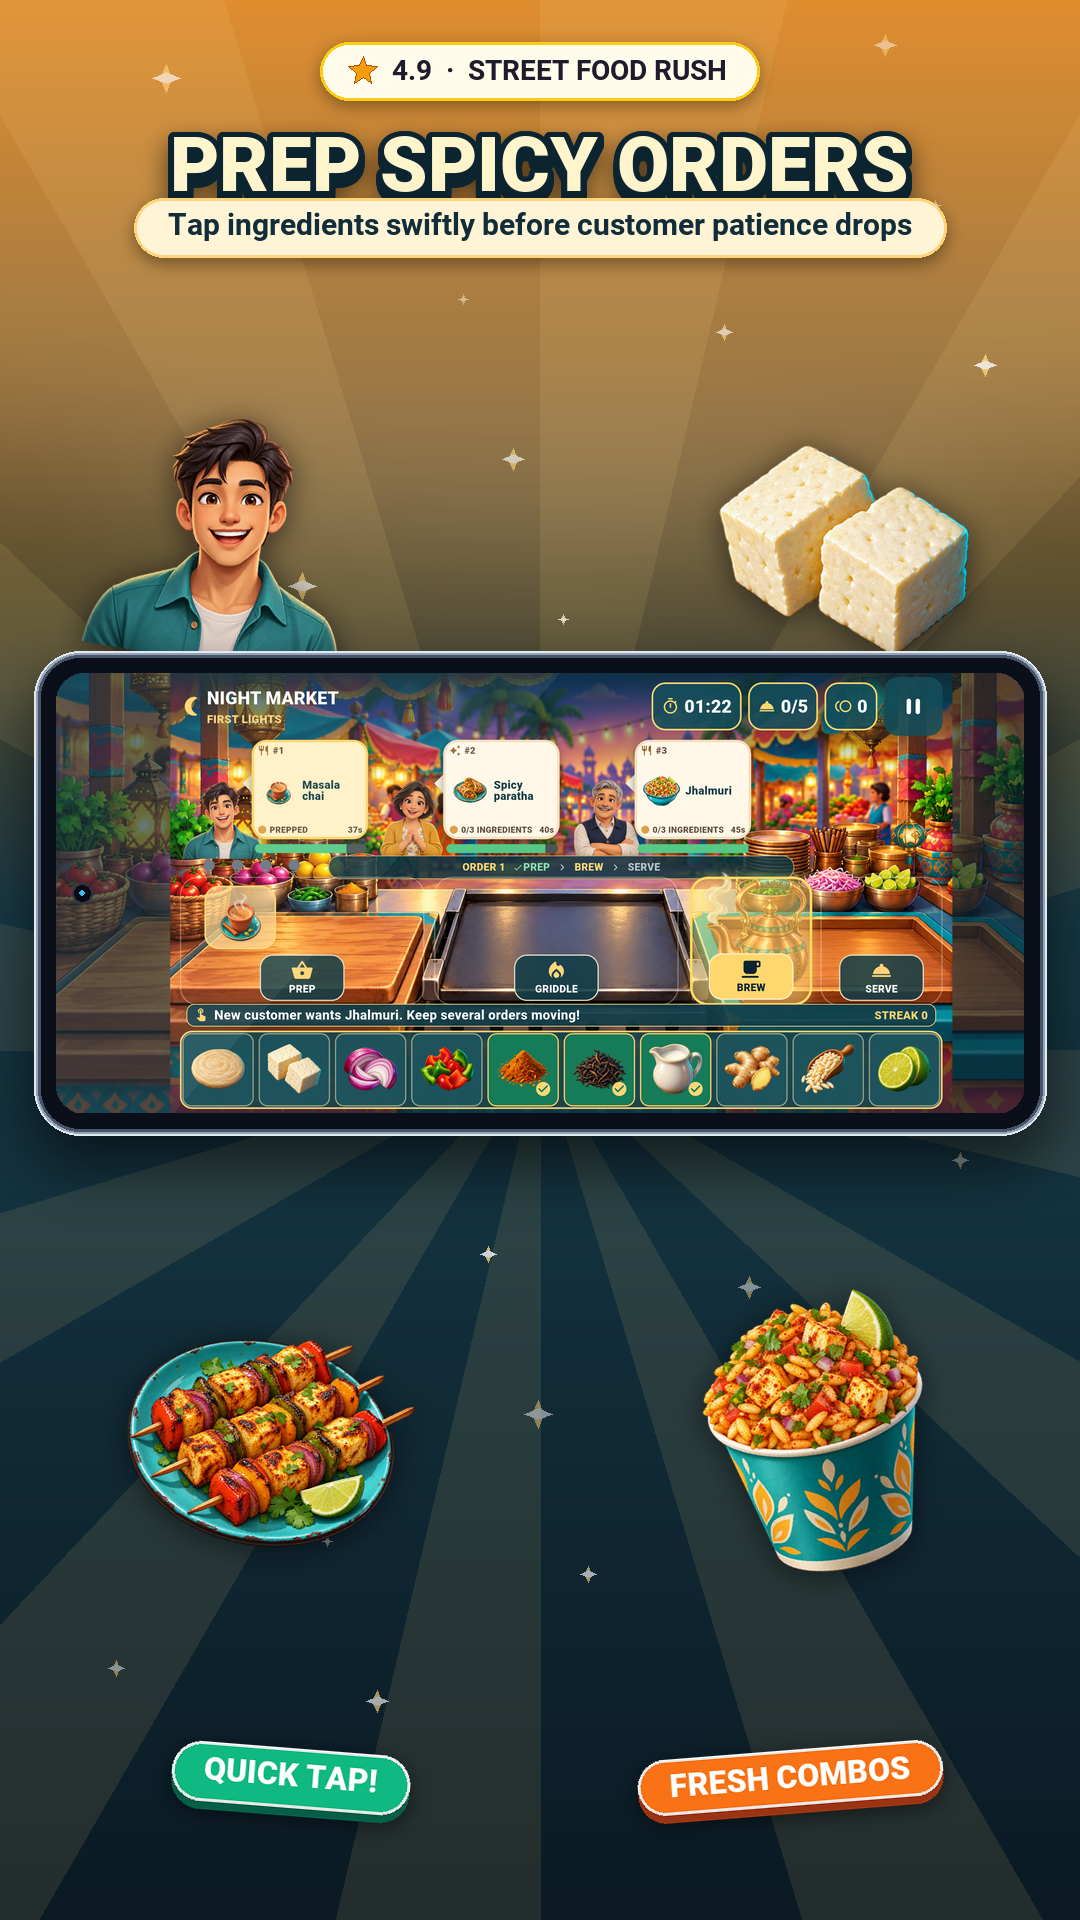 4.9 · STREET FOOD RUSH
PREP SPICY ORDERS
Tap ingredients swiftly before customer patience drops
NIGHT MARKET
FIRST LIGHTS
01:22
0/5
0
#1
Masala
chai
PREPPED 37s
#2
Spicy
paratha
0/3 INGREDIENTS 40s
#3
Jhalmuri
0/3 INGREDIENTS 45s
ORDER 1 ✓PREP > BREW > SERVE
PREP
GRIDDLE
BREW
SERVE
New customer wants Jhalmuri. Keep several orders moving!
STREAK 0
QUICK TAP!
FRESH COMBOS